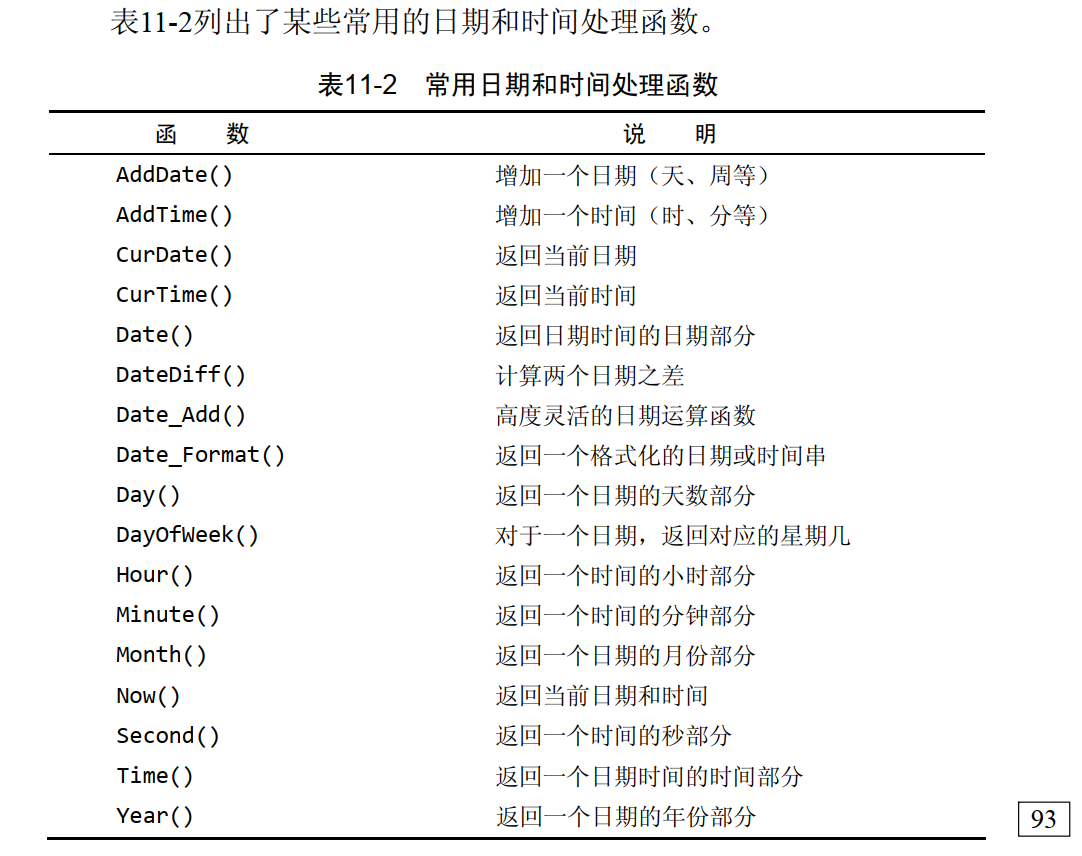 表11-2列出了某些常用的日期和时间处理函数。
表11-2 常用日期和时间处理函数
函 数 说 明
AddDate() 增加一个日期（天、周等）
AddTime() 增加一个时间（时、分等）
CurDate() 返回当前日期
CurTime() 返回当前时间
Date() 返回日期时间的日期部分
DateDiff() 计算两个日期之差
Date_Add() 高度灵活的日期运算函数
Date_Format() 返回一个格式化的日期或时间串
Day() 返回一个日期的天数部分
DayOfWeek() 对于一个日期，返回对应的星期几
Hour() 返回一个时间的小时部分
Minute() 返回一个时间的分钟部分
Month() 返回一个日期的月份部分
Now() 返回当前日期和时间
Second() 返回一个时间的秒部分
Time() 返回一个日期时间的时间部分
Year() 返回一个日期的年份部分
93